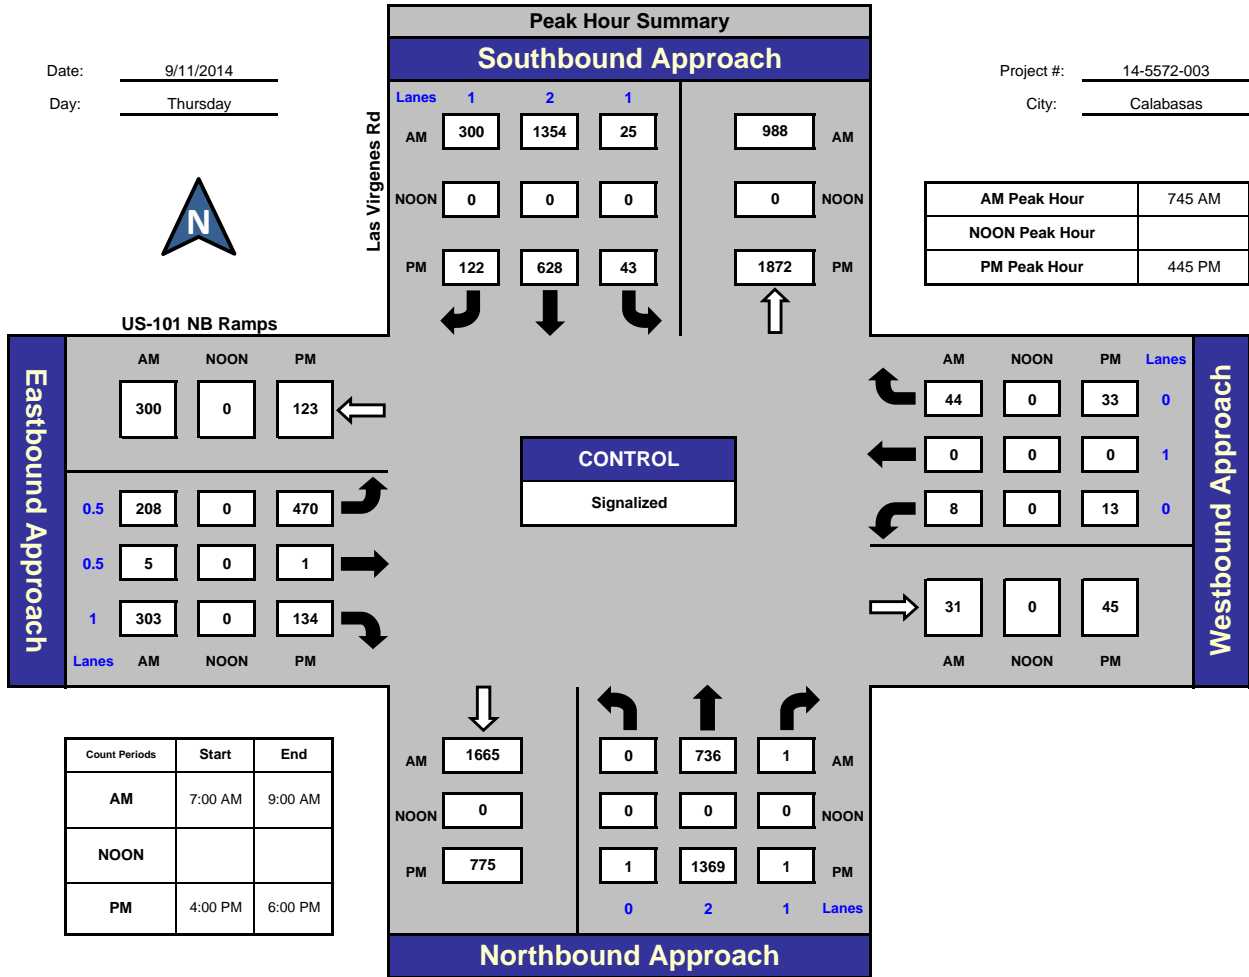 Peak Hour Summary
Southbound Approach
Date: 9/11/2014
Day: Thursday
Project #: 14-5572-003
City: Calabasas
N
Las Virgenes Rd
Lanes 1 2 1
AM 300 1354 25 988 AM
NOON 0 0 0 0 NOON
PM 122 628 43 1872 PM
AM Peak Hour 745 AM
NOON Peak Hour
PM Peak Hour 445 PM
US-101 NB Ramps
Eastbound Approach
AM NOON PM
300 0 123
0.5 208 0 470
0.5 5 0 1
1 303 0 134
Lanes AM NOON PM
CONTROL
Signalized
AM NOON PM Lanes
44 0 33 0
0 0 0 1
8 0 13 0
31 0 45
AM NOON PM
Westbound Approach
Count Periods Start End
AM 7:00 AM 9:00 AM
NOON
PM 4:00 PM 6:00 PM
AM 1665 0 736 1 AM
NOON 0 0 0 0 NOON
PM 775 1 1369 1 PM
0 2 1 Lanes
Northbound Approach